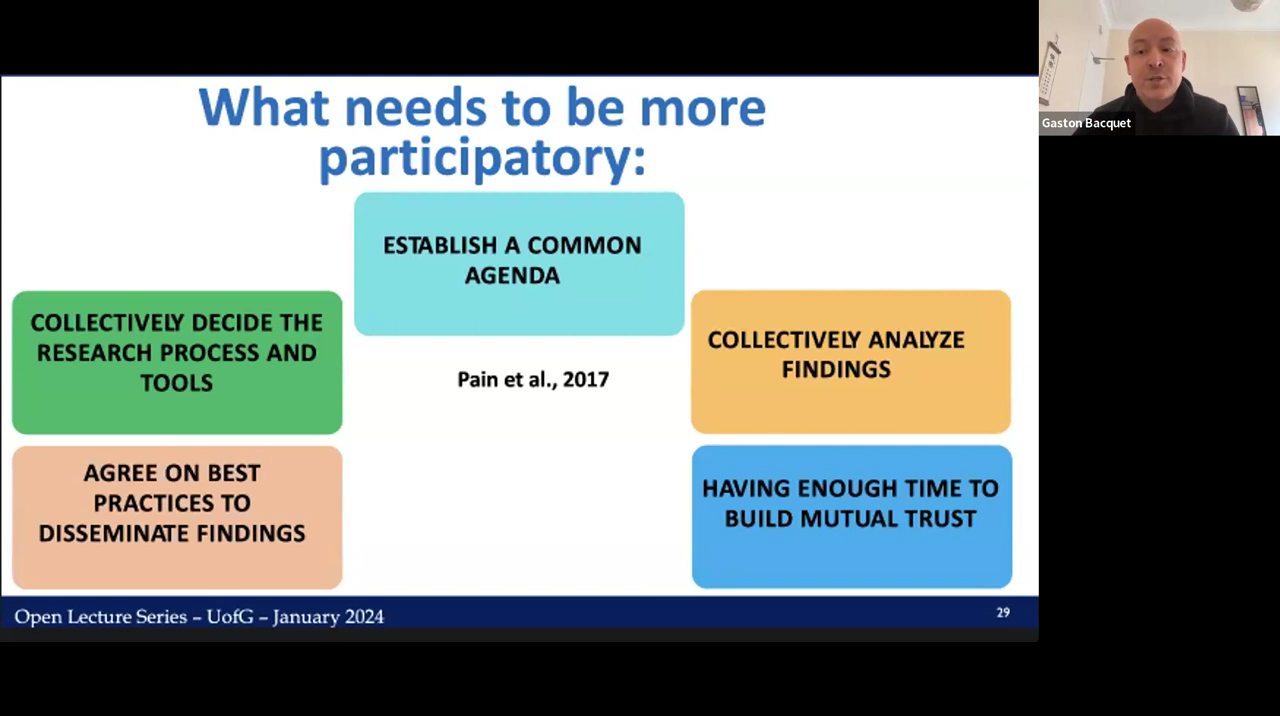 What needs to be more
participatory:
ESTABLISH A COMMON
AGENDA
COLLECTIVELY DECIDE THE
RESEARCH PROCESS AND
TOOLS
COLLECTIVELY ANALYZE
FINDINGS
Pain et al., 2017
AGREE ON BEST
PRACTICES TO
DISSEMINATE FINDINGS
HAVING ENOUGH TIME TO
BUILD MUTUAL TRUST
Open Lecture Series – UofG – January 2024
29
Gaston Bacquet